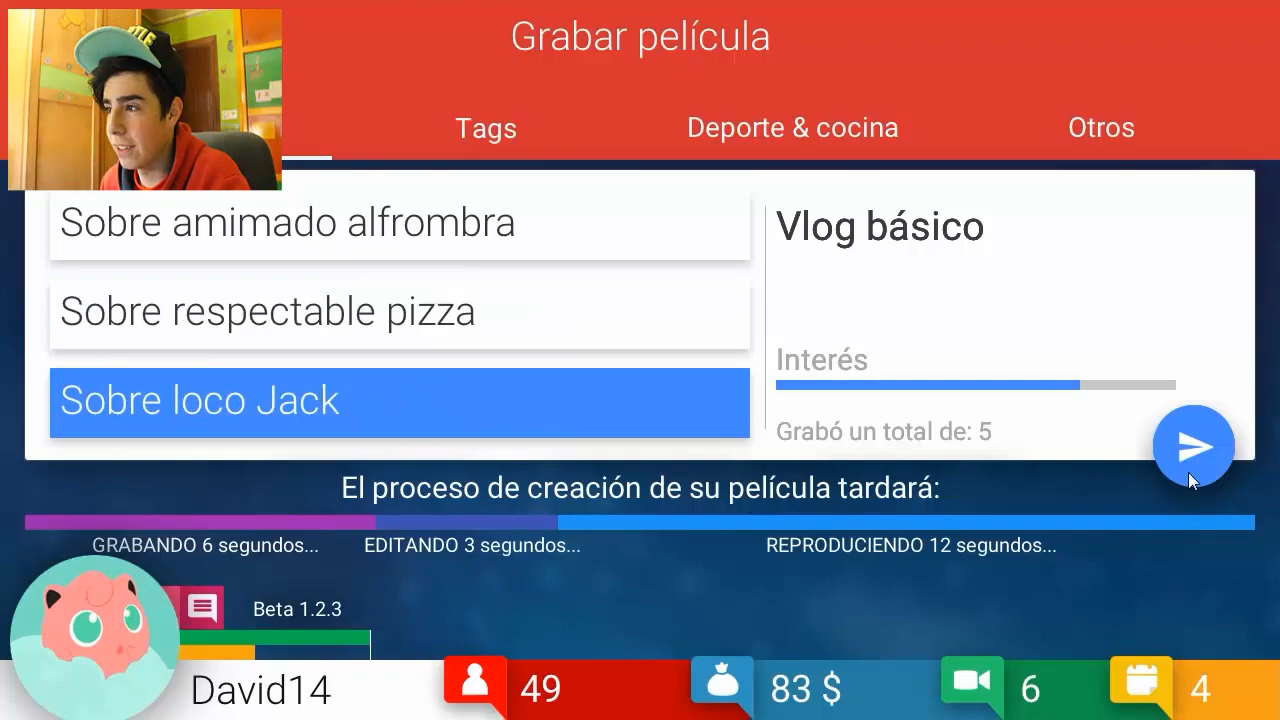 Grabar película
Tags
Deporte & cocina
Otros
Sobre amimado alfrombra
Sobre respectable pizza
Sobre loco Jack
Vlog básico
Interés
Grabó un total de: 5
El proceso de creación de su película tardará:
GRABANDO 6 segundos...
EDITANDO 3 segundos...
REPRODUCIENDO 12 segundos...
Beta 1.2.3
David14
49
83 $
6
4